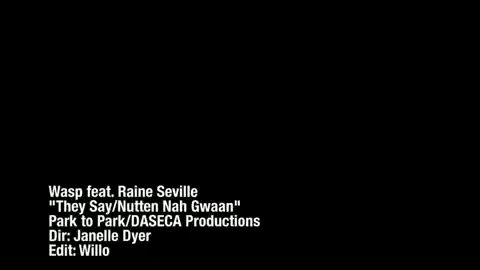 Wasp feat. Raine Seville
"They Say/Nutten Nah Gwaan"
Park to Park/DASECA Productions
Dir: Janelle Dyer
Edit: Willo